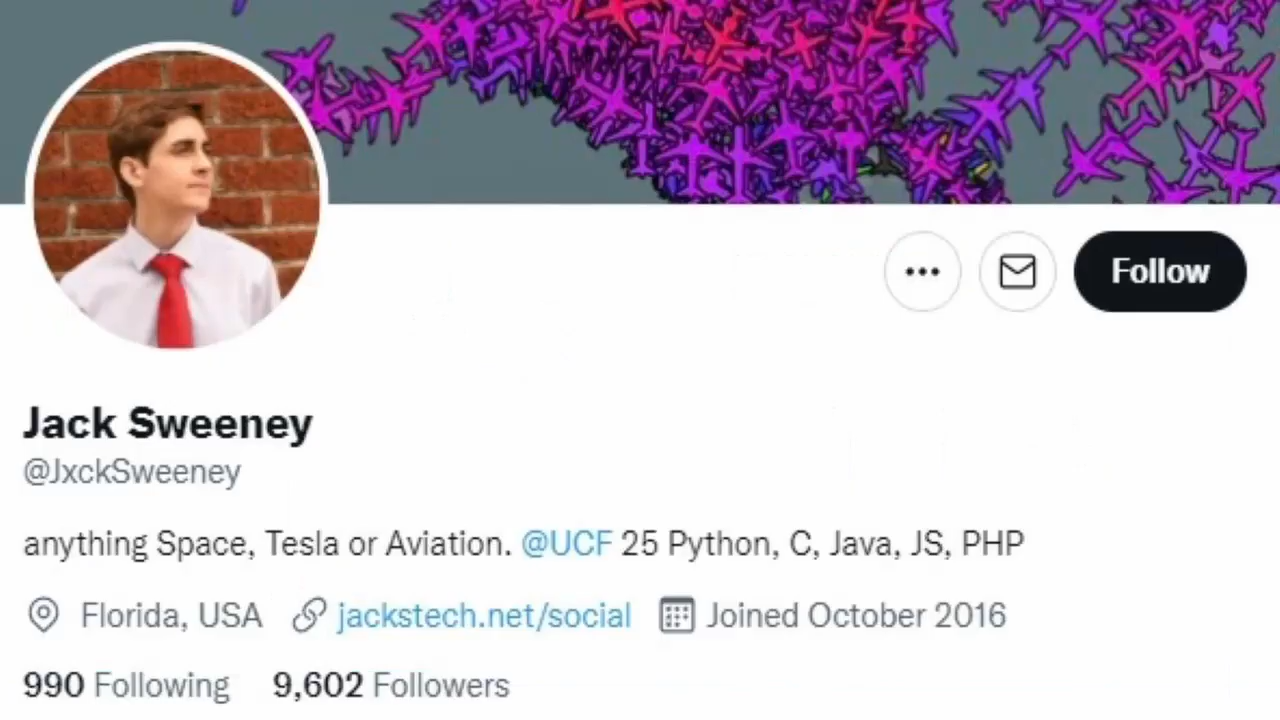 Follow
Jack Sweeney
@JxckSweeney
anything Space, Tesla or Aviation. @UCF 25 Python, C, Java, JS, PHP
Florida, USA jackstech.net/social Joined October 2016
990 Following 9,602 Followers